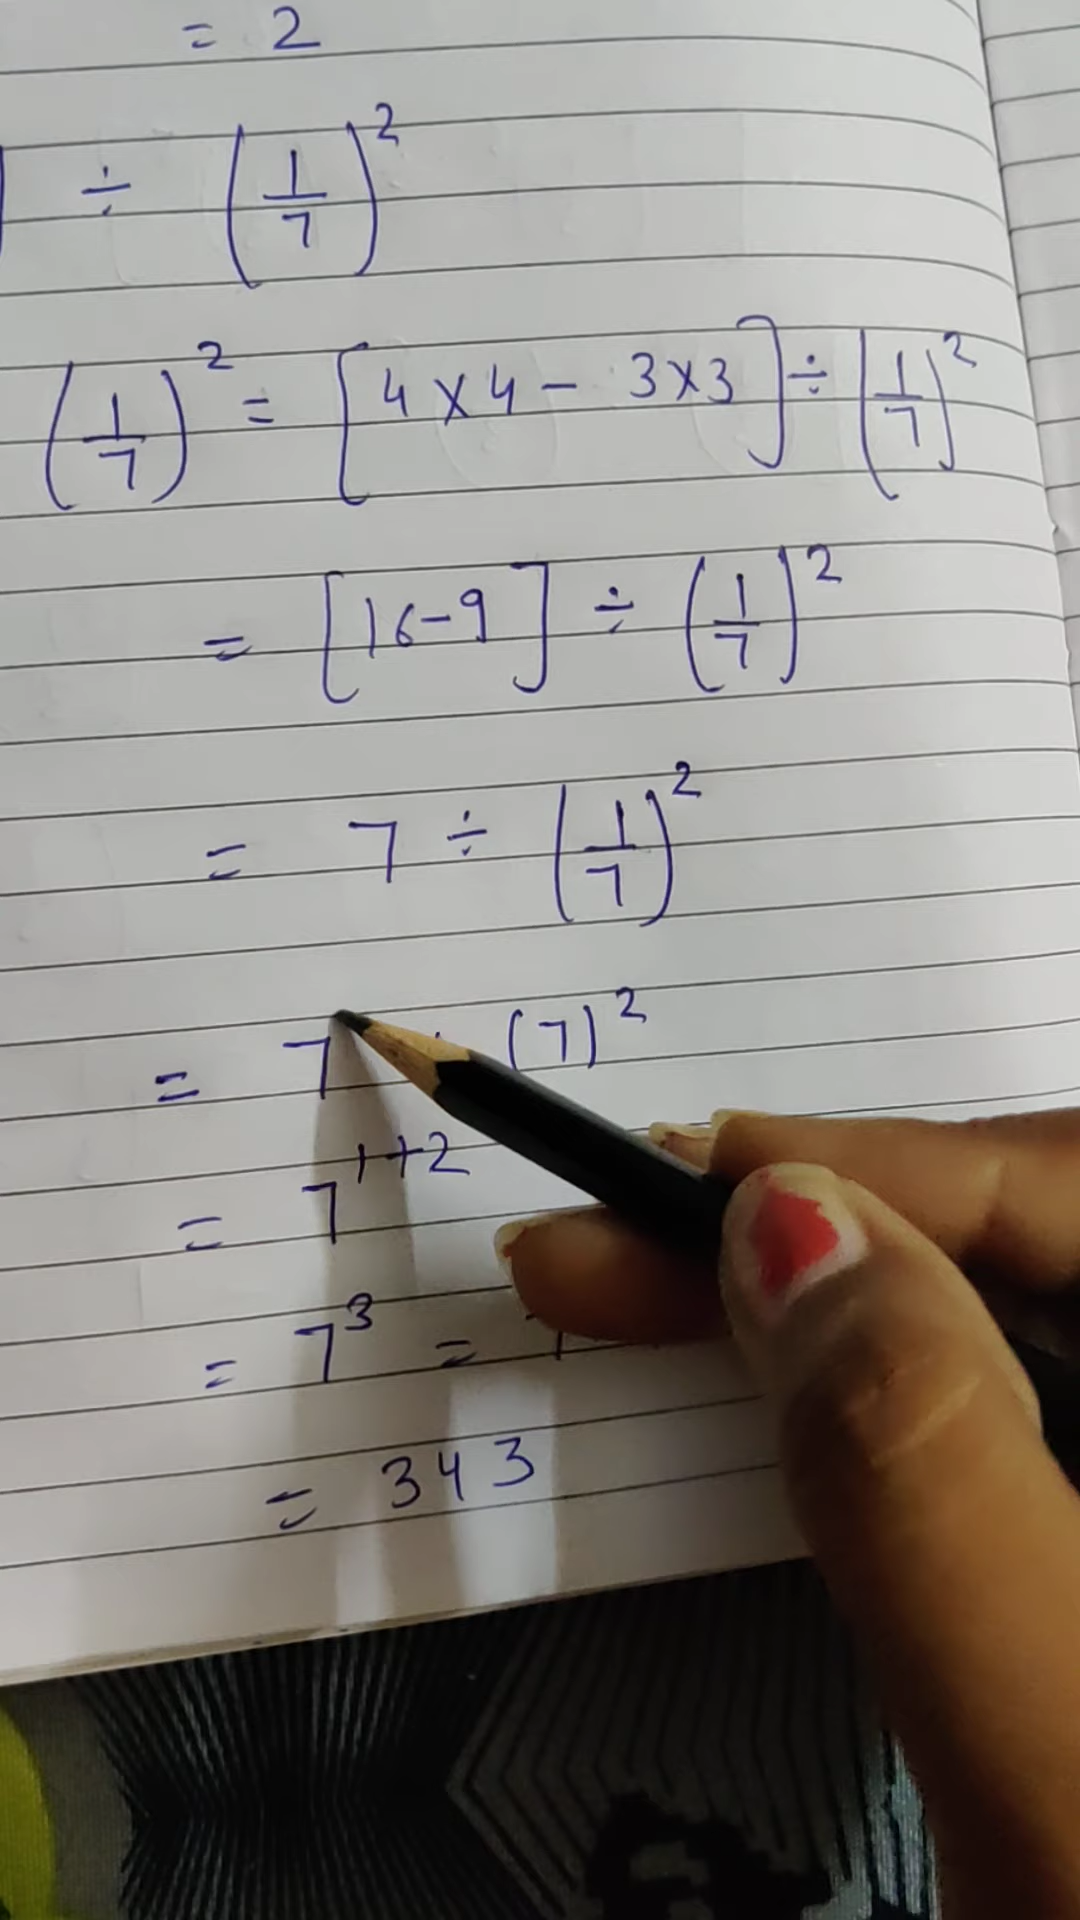 = 2
) ÷ (1/7)²
(1/7)² = [4 × 4 - 3 × 3] ÷ (1/7)²
= [16 - 9] ÷ (1/7)²
= 7 ÷ (1/7)²
= 7 (7)²
= 7¹⁺²
= 7³ =
= 343